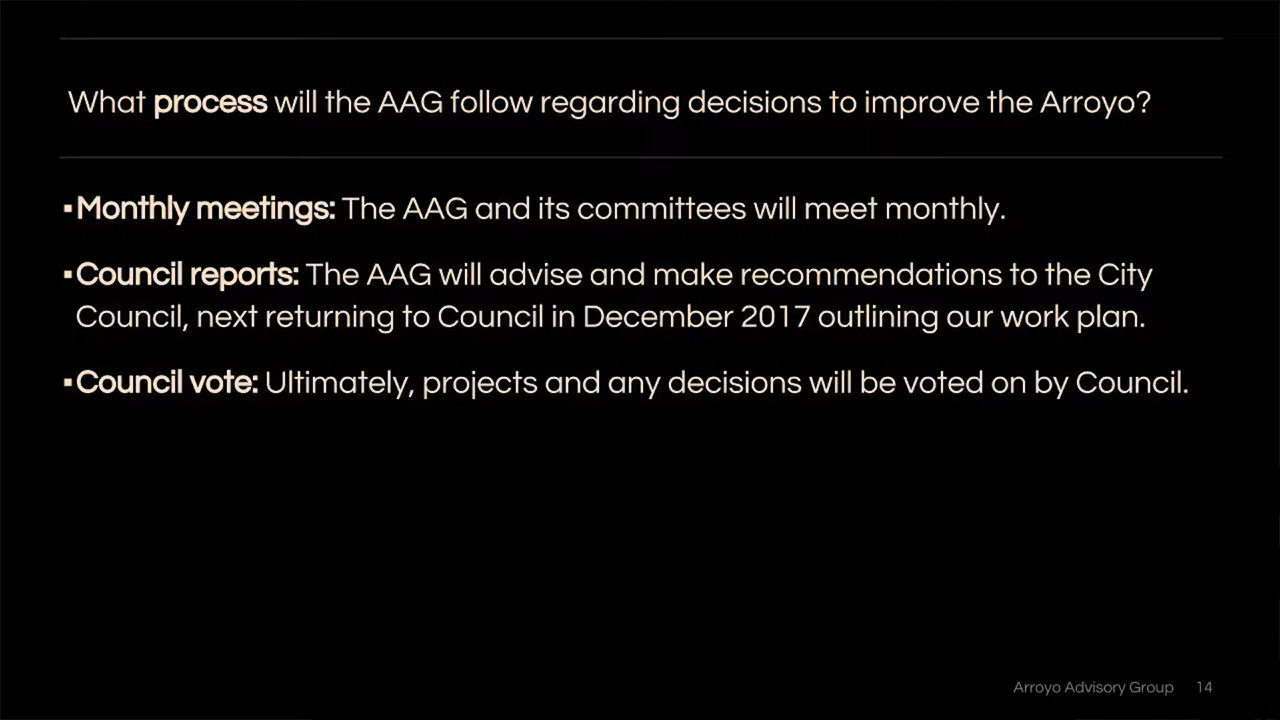 What process will the AAG follow regarding decisions to improve the Arroyo?
▪Monthly meetings: The AAG and its committees will meet monthly.
▪Council reports: The AAG will advise and make recommendations to the City
Council, next returning to Council in December 2017 outlining our work plan.
▪Council vote: Ultimately, projects and any decisions will be voted on by Council.
Arroyo Advisory Group 14